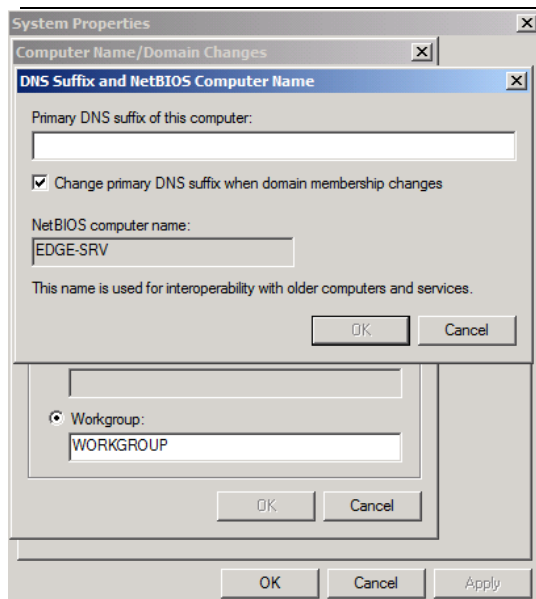 System Properties
Computer Name/Domain Changes
DNS Suffix and NetBIOS Computer Name
Primary DNS suffix of this computer:
Change primary DNS suffix when domain membership changes
NetBIOS computer name:
EDGE-SRV
This name is used for interoperability with older computers and services.
OK Cancel
Workgroup:
WORKGROUP
OK Cancel
OK Cancel Apply